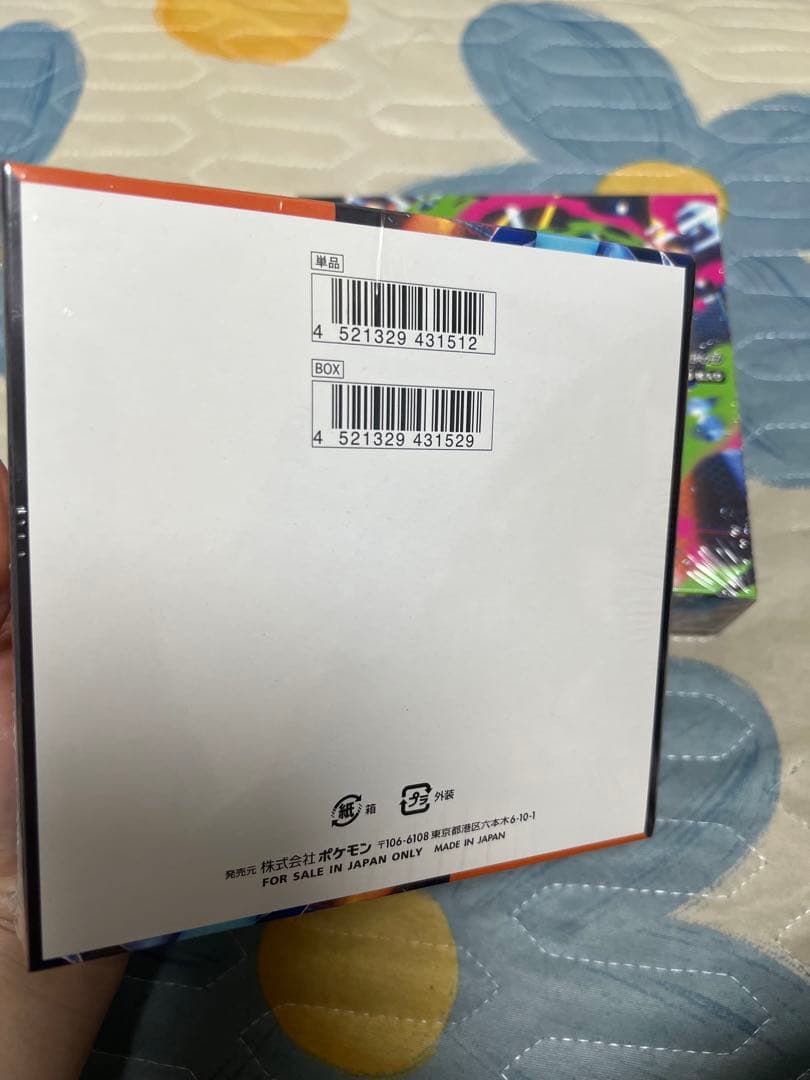 単品
4 521329 431512
BOX
4 521329 431529
紙 箱 プラ 外装
発売元 株式会社 ポケモン 〒106-6108 東京都港区六本木6-10-1
FOR SALE IN JAPAN ONLY MADE IN JAPAN